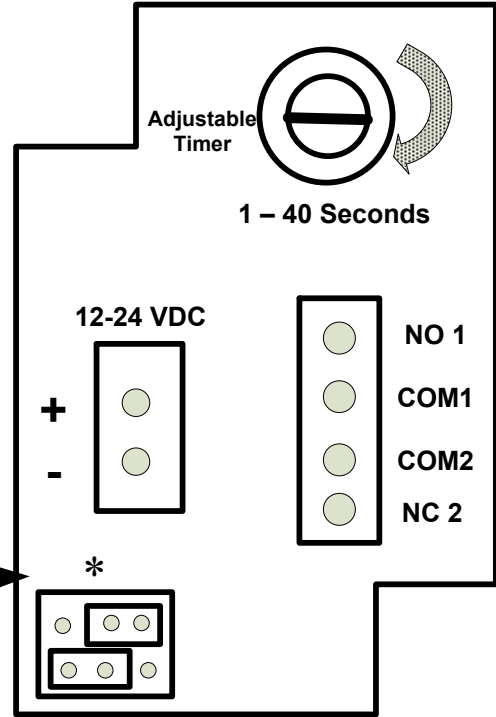 Adjustable
Timer
1 – 40 Seconds
12-24 VDC
+
-
NO 1
COM1
COM2
NC 2
*